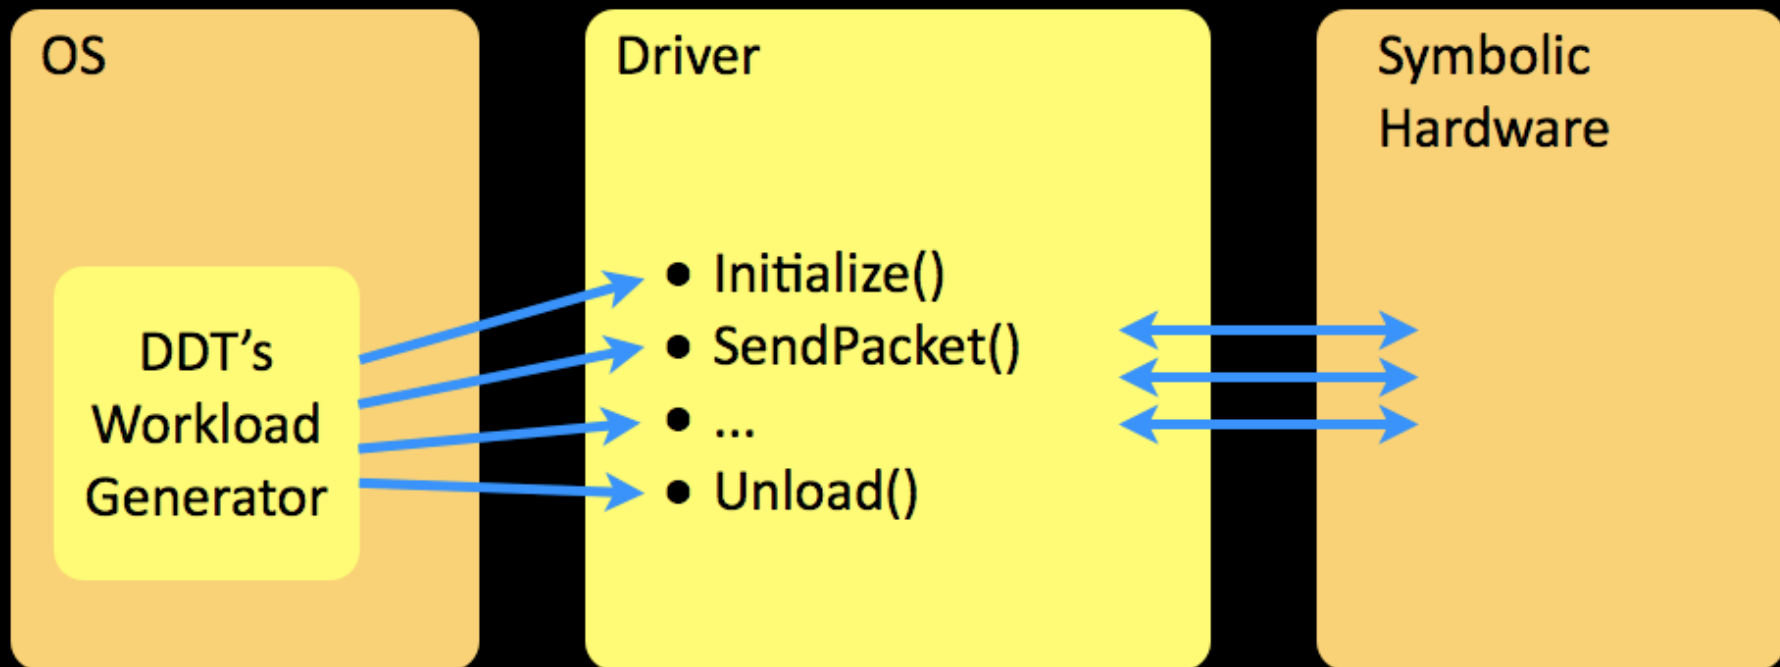 OS
DDT’s
Workload
Generator
Driver
● Initialize()
● SendPacket()
● ...
● Unload()
Symbolic
Hardware